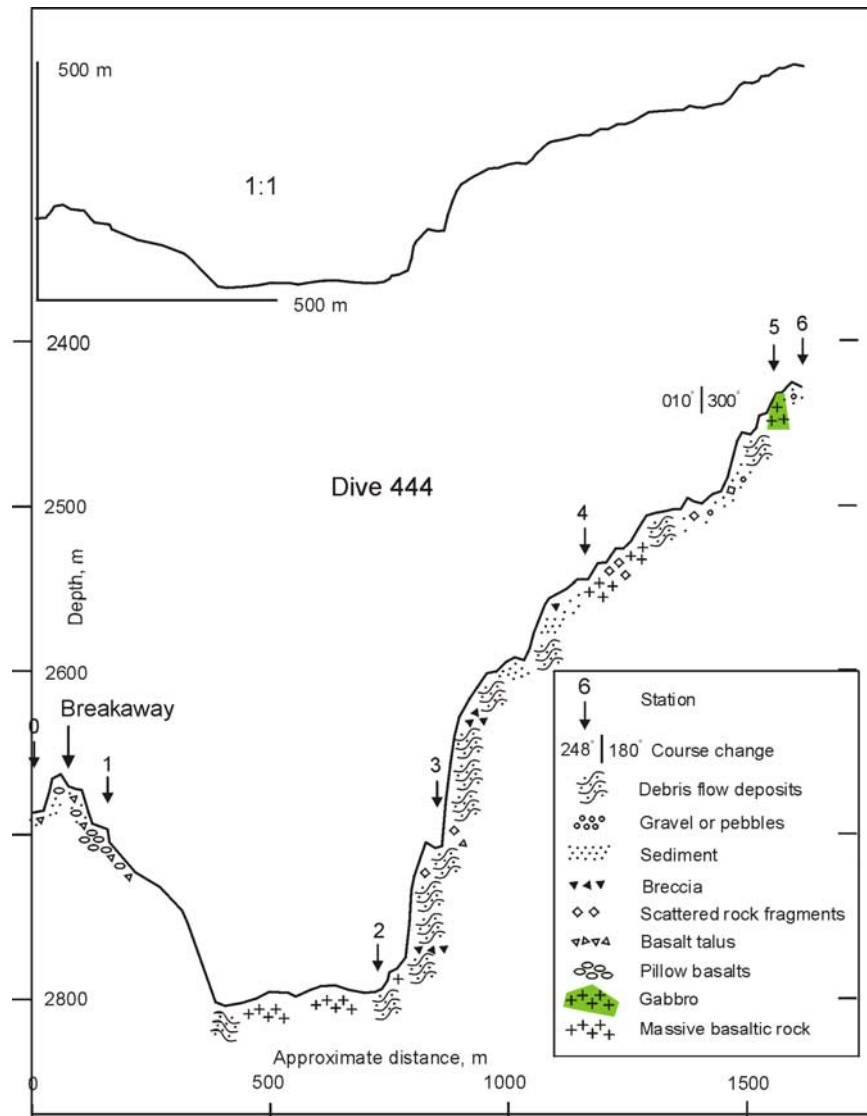 500 m
1:1
500 m
2400
5 6
010° 300°
Dive 444
2500
4
Depth, m
2600
Breakaway
0
1
3
2
2800
Approximate distance, m
0 500 1000 1500
6
Station
248° 180° Course change
Debris flow deposits
Gravel or pebbles
Sediment
Breccia
Scattered rock fragments
Basalt talus
Pillow basalts
Gabbro
Massive basaltic rock